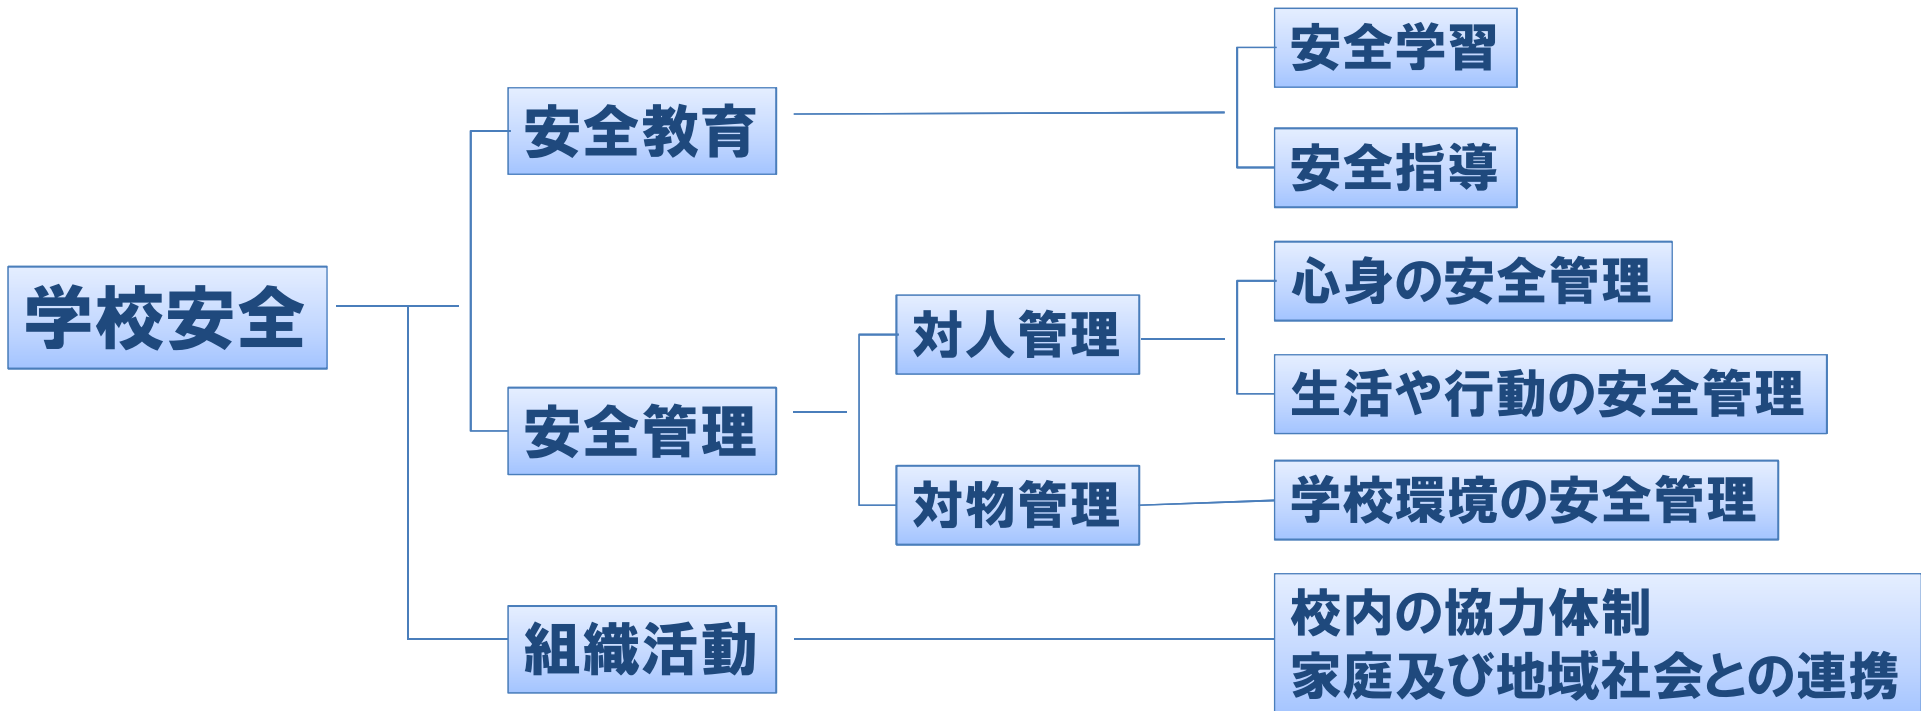 学校安全
安全教育
安全学習
安全指導
安全管理
対人管理
心身の安全管理
生活や行動の安全管理
対物管理
学校環境の安全管理
組織活動
校内の協力体制
家庭及び地域社会との連携